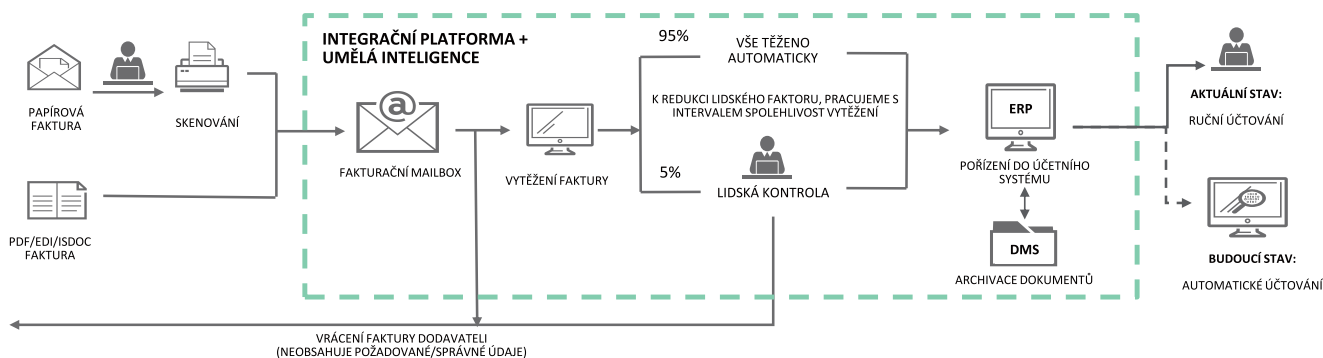 INTEGRAČNÍ PLATFORMA +
UMĚLÁ INTELIGENCE
PAPÍROVÁ
FAKTURA
SKENOVÁNÍ
PDF/EDI/ISDOC
FAKTURA
@
FAKTURAČNÍ MAILBOX
VYTĚŽENÍ FAKTURY
95%
VŠE TĚŽENO
AUTOMATICKY
K REDUKCI LIDSKÉHO FAKTORU, PRACUJEME S
INTERVALEM SPOLEHLIVOST VYTĚŽENÍ
5%
LIDSKÁ KONTROLA
ERP
POŘÍZENÍ DO ÚČETNÍHO
SYSTÉMU
DMS
ARCHIVACE DOKUMENTŮ
AKTUÁLNÍ STAV:
RUČNÍ ÚČTOVÁNÍ
BUDOUCÍ STAV:
AUTOMATICKÉ ÚČTOVÁNÍ
VRÁCENÍ FAKTURY DODAVATELI
(NEOBSAHUJE POŽADOVANÉ/SPRÁVNÉ ÚDAJE)